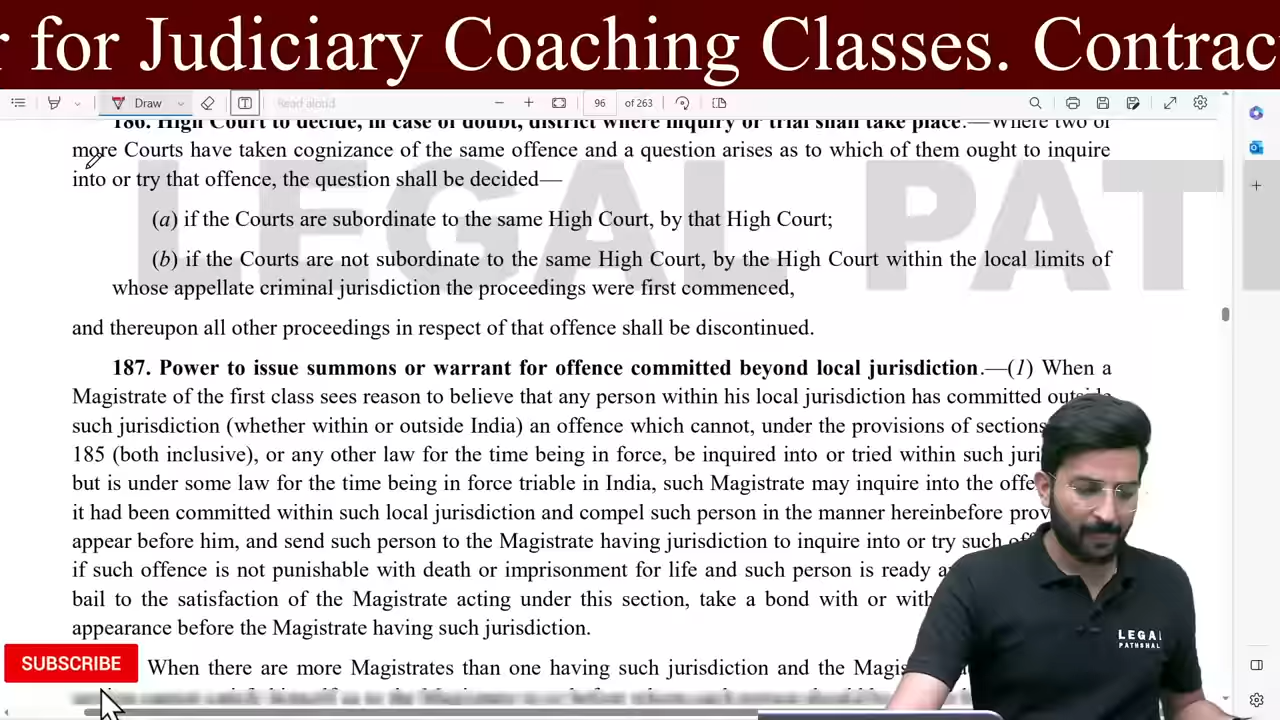 r for Judiciary Coaching Classes. Contrac
Draw
Read aloud
96 of 263
186. High Court to decide, in case of doubt, district where inquiry or trial shall take place.—Where two or
more Courts have taken cognizance of the same offence and a question arises as to which of them ought to inquire
into or try that offence, the question shall be decided—
(a) if the Courts are subordinate to the same High Court, by that High Court;
(b) if the Courts are not subordinate to the same High Court, by the High Court within the local limits of
whose appellate criminal jurisdiction the proceedings were first commenced,
and thereupon all other proceedings in respect of that offence shall be discontinued.
187. Power to issue summons or warrant for offence committed beyond local jurisdiction.—(1) When a
Magistrate of the first class sees reason to believe that any person within his local jurisdiction has committed outside
such jurisdiction (whether within or outside India) an offence which cannot, under the provisions of sections
185 (both inclusive), or any other law for the time being in force, be inquired into or tried within such juri
but is under some law for the time being in force triable in India, such Magistrate may inquire into the offe
it had been committed within such local jurisdiction and compel such person in the manner hereinbefore prov
appear before him, and send such person to the Magistrate having jurisdiction to inquire into or try such of
if such offence is not punishable with death or imprisonment for life and such person is ready a
bail to the satisfaction of the Magistrate acting under this section, take a bond with or with
appearance before the Magistrate having such jurisdiction.
When there are more Magistrates than one having such jurisdiction and the Magis
LEGAL PAT
LEGAL
PATHSHAL
SUBSCRIBE